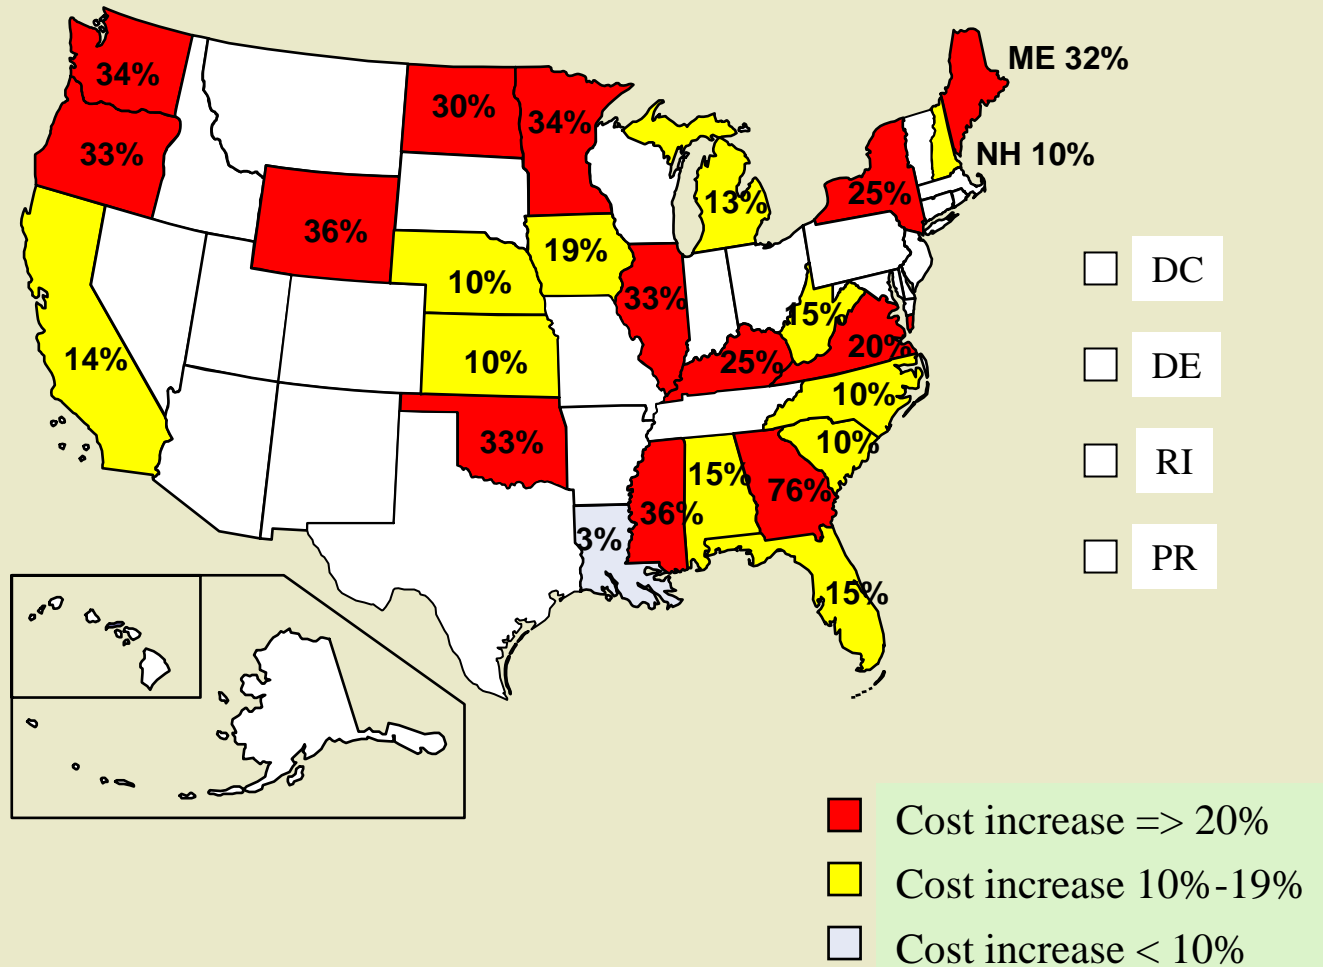 ME 32%
34%
30%
34%
33%
NH 10%
25%
13%
36%
19%
10%
33%
15%
14%
10%
25%
20%
10%
33%
15%
10%
76%
36%
3%
15%
DC
DE
RI
PR
Cost increase => 20%
Cost increase 10%-19%
Cost increase < 10%